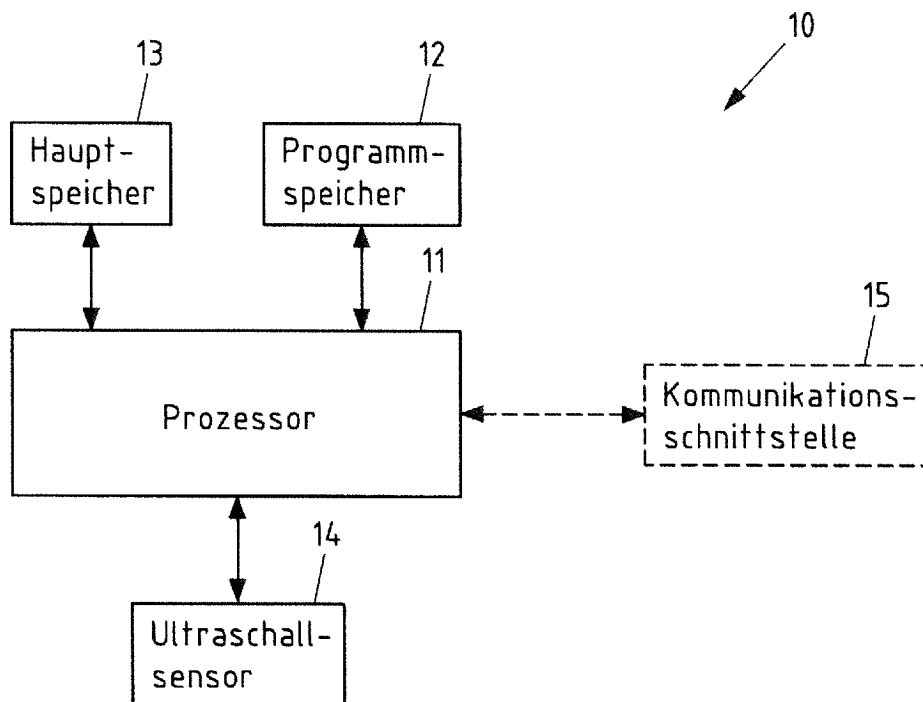 10
13
12
Haupt-
speicher
Programm-
speicher
11
15
Prozessor
Kommunikations-
schnittstelle
14
Ultraschall-
sensor